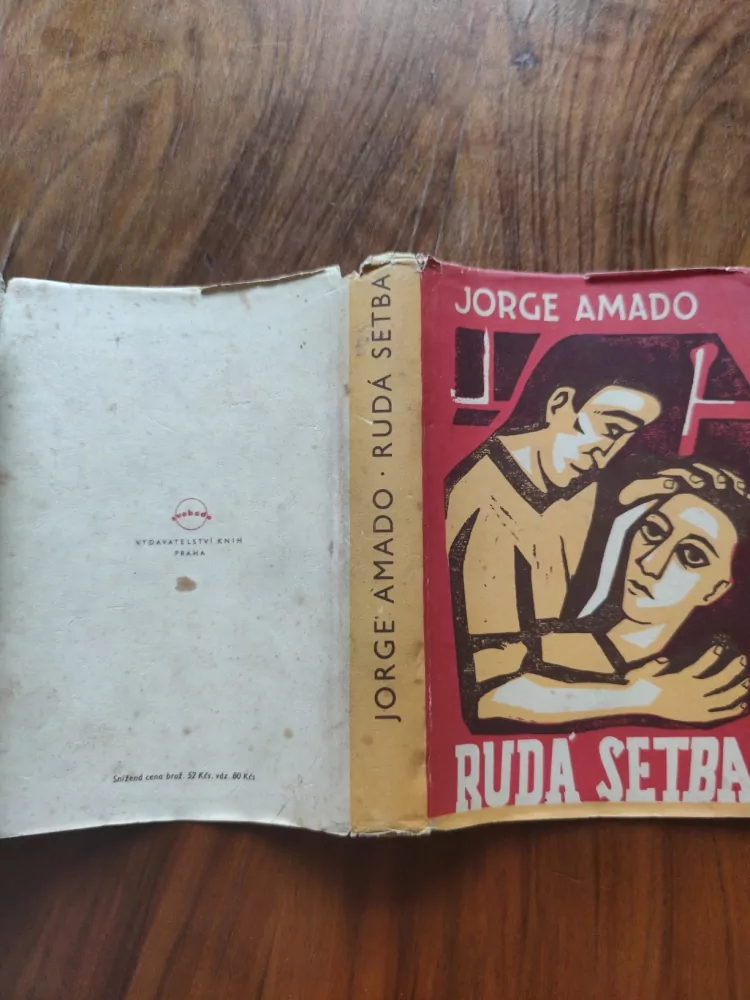 svoboda
VYDAVATELSTVÍ KNIH
PRAHA
Snížená cena brož. 52 Kčs, váz. 80 Kčs
JORGE AMADO · RUDÁ SETBA
JORGE AMADO
RUDÁ SETBA